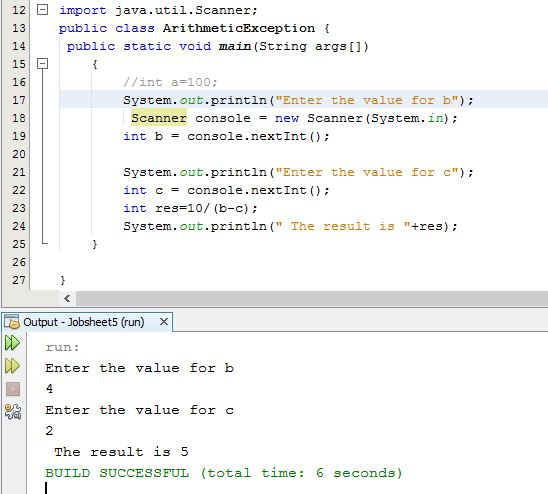 12 import java.util.Scanner;
13 public class ArithmeticException {
14 public static void main(String args[])
15 {
16 //int a=100;
17 System.out.println("Enter the value for b");
18 Scanner console = new Scanner(System.in);
19 int b = console.nextInt();
20
21 System.out.println("Enter the value for c");
22 int c = console.nextInt();
23 int res=10/(b-c);
24 System.out.println(" The result is "+res);
25 }
26
27 }
Output - Jobsheet5 (run)
run:
Enter the value for b
4
Enter the value for c
2
The result is 5
BUILD SUCCESSFUL (total time: 6 seconds)